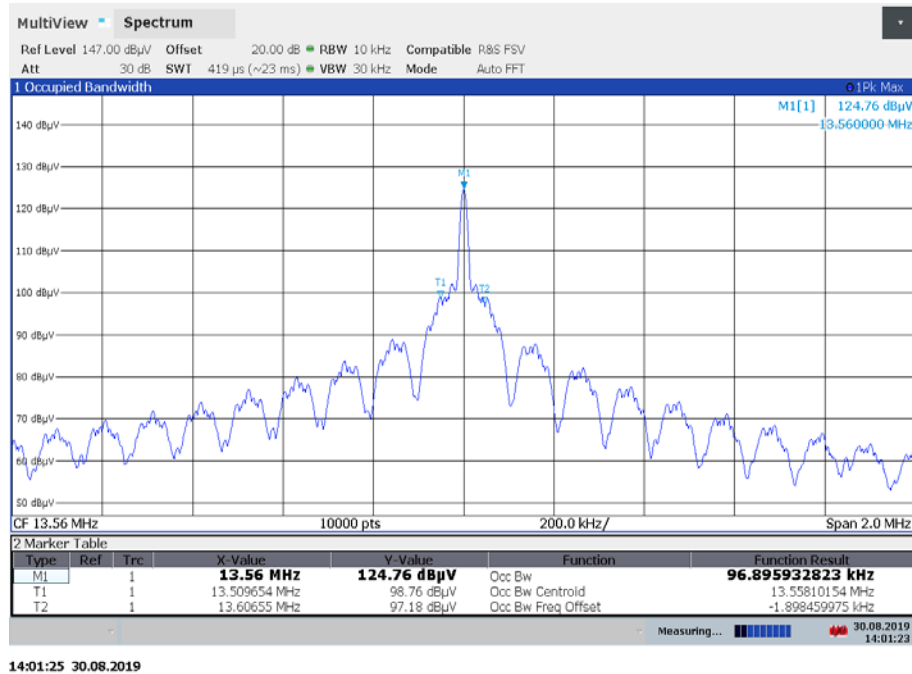 MultiView Spectrum
Ref Level 147.00 dBµV Offset 20.00 dB RBW 10 kHz Compatible R&S FSV
Att 30 dB SWT 419 µs (~23 ms) VBW 30 kHz Mode Auto FFT
1 Occupied Bandwidth 1Pk Max
M1[1] 124.76 dBµV
13.560000 MHz
140 dBµV
130 dBµV
M1
120 dBµV
110 dBµV
T1 T2
100 dBµV
90 dBµV
80 dBµV
70 dBµV
60 dBµV
50 dBµV
CF 13.56 MHz 10000 pts 200.0 kHz/ Span 2.0 MHz
2 Marker Table
Type Ref Trc X-Value Y-Value Function Function Result
M1 1 13.56 MHz 124.76 dBµV Occ Bw 96.895932823 kHz
T1 1 13.509654 MHz 98.76 dBµV Occ Bw Centroid 13.55810154 MHz
T2 1 13.60655 MHz 97.18 dBµV Occ Bw Freq Offset -1.898459975 kHz
Measuring... 30.08.2019
14:01:23
14:01:25 30.08.2019